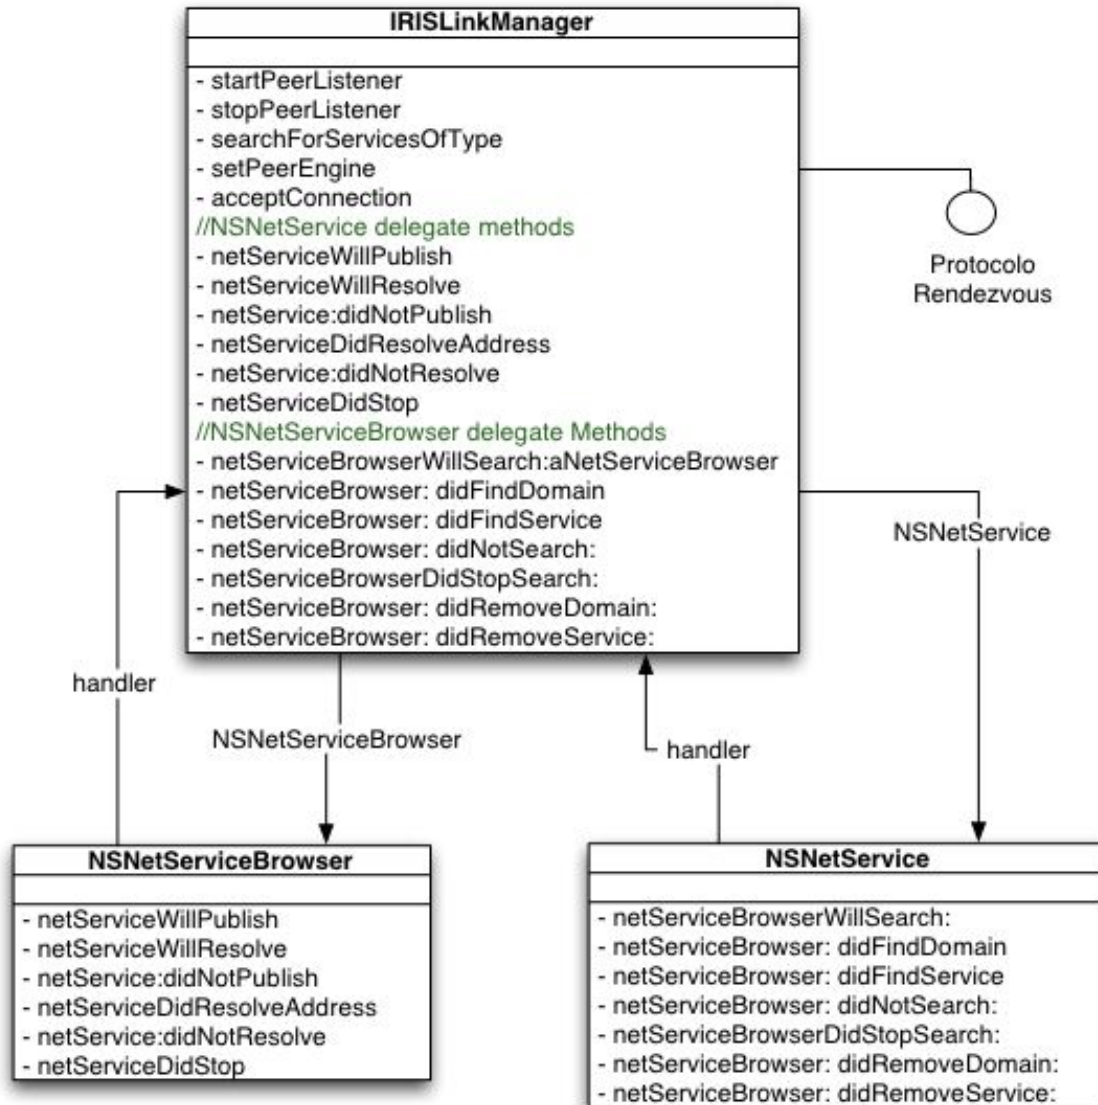 IRISLinkManager
- startPeerListener
- stopPeerListener
- searchForServicesOfType
- setPeerEngine
- acceptConnection
//NSNetService delegate methods
- netServiceWillPublish
- netServiceWillResolve
- netService:didNotPublish
- netServiceDidResolveAddress
- netService:didNotResolve
- netServiceDidStop
//NSNetServiceBrowser delegate Methods
- netServiceBrowserWillSearch:aNetServiceBrowser
- netServiceBrowser: didFindDomain
- netServiceBrowser: didFindService
- netServiceBrowser: didNotSearch:
- netServiceBrowserDidStopSearch:
- netServiceBrowser: didRemoveDomain:
- netServiceBrowser: didRemoveService:
Protocolo
Rendezvous
NSNetService
handler
NSNetServiceBrowser
handler
NSNetServiceBrowser
- netServiceWillPublish
- netServiceWillResolve
- netService:didNotPublish
- netServiceDidResolveAddress
- netService:didNotResolve
- netServiceDidStop
NSNetService
- netServiceBrowserWillSearch:
- netServiceBrowser: didFindDomain
- netServiceBrowser: didFindService
- netServiceBrowser: didNotSearch:
- netServiceBrowserDidStopSearch:
- netServiceBrowser: didRemoveDomain:
- netServiceBrowser: didRemoveService: